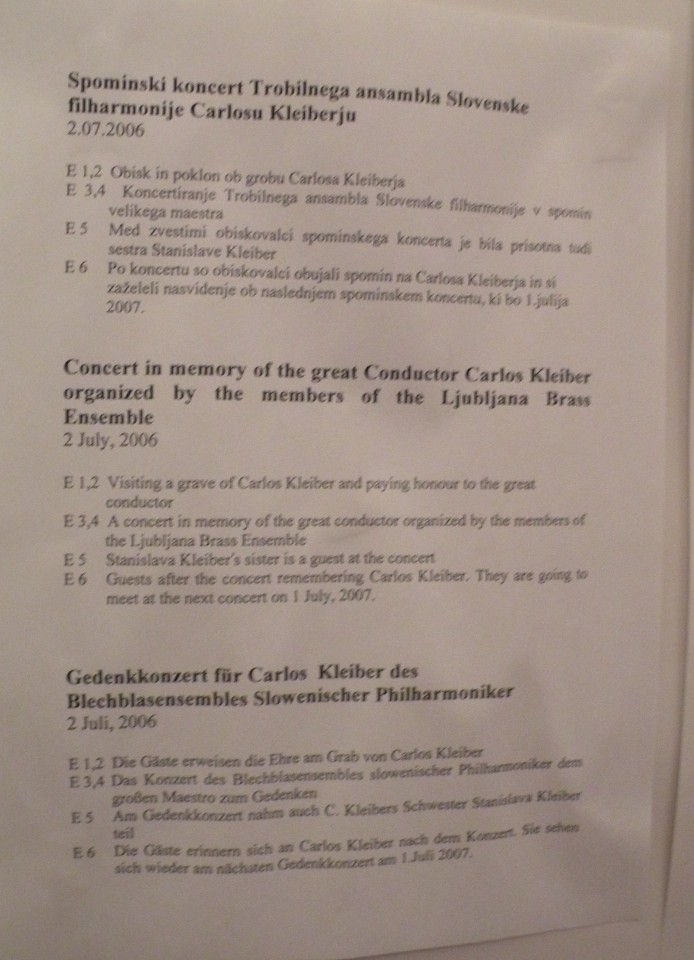 Spominski koncert Trobilnega ansambla Slovenske
filharmonije Carlosu Kleiberju
2.07.2006
E 1,2 Obisk in poklon ob grobu Carlosa Kleiberja
E 3,4 Koncertiranje Trobilnega ansambla Slovenske filharmonije v spomin
velikega maestra
E 5 Med zvestimi obiskovalci spominskega koncerta je bila prisotna tudi
sestra Stanislave Kleiber
E 6 Po koncertu so obiskovalci obujali spomin na Carlosa Kleiberja in si
zaželeli nasvidenje ob naslednjem spominskem koncertu, ki bo 1.julija
2007.
Concert in memory of the great Conductor Carlos Kleiber
organized by the members of the Ljubljana Brass
Ensemble
2 July, 2006
E 1,2 Visiting a grave of Carlos Kleiber and paying honour to the great
conductor
E 3,4 A concert in memory of the great conductor organized by the members of
the Ljubljana Brass Ensemble
E 5 Stanislava Kleiber's sister is a guest at the concert
E 6 Guests after the concert remembering Carlos Kleiber. They are going to
meet at the next concert on 1 July, 2007.
Gedenkkonzert für Carlos Kleiber des
Blechblasensembles Slowenischer Philharmoniker
2 Juli, 2006
E 1,2 Die Gäste erweisen die Ehre am Grab von Carlos Kleiber
E 3,4 Das Konzert des Blechblasensembles slowenischer Philharmoniker dem
großen Maestro zum Gedenken
E 5 Am Gedenkkonzert nahm auch C. Kleibers Schwester Stanislava Kleiber
teil
E 6 Die Gäste erinnern sich an Carlos Kleiber nach dem Konzert. Sie sehen
sich wieder am nächsten Gedenkkonzert am 1.Juli 2007.